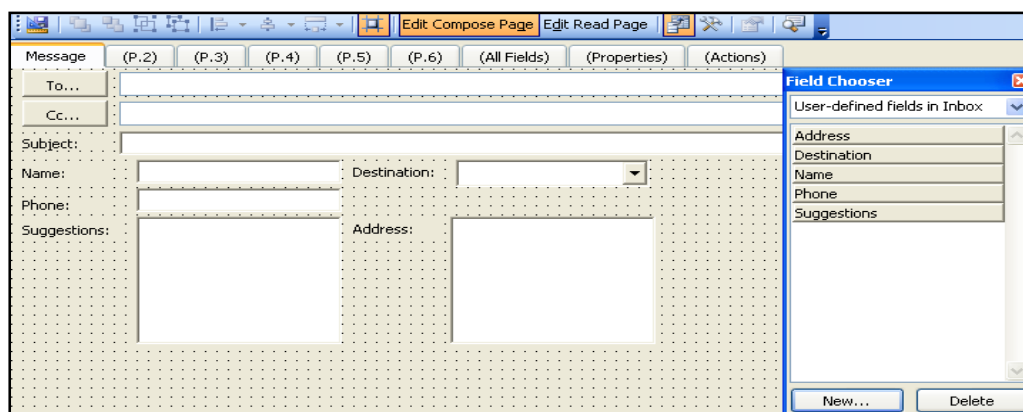 Edit Compose Page Edit Read Page
Message (P.2) (P.3) (P.4) (P.5) (P.6) (All Fields) (Properties) (Actions)
To...
Cc...
Subject:
Name: Destination:
Phone:
Suggestions: Address:
Field Chooser
User-defined fields in Inbox
Address
Destination
Name
Phone
Suggestions
New... Delete